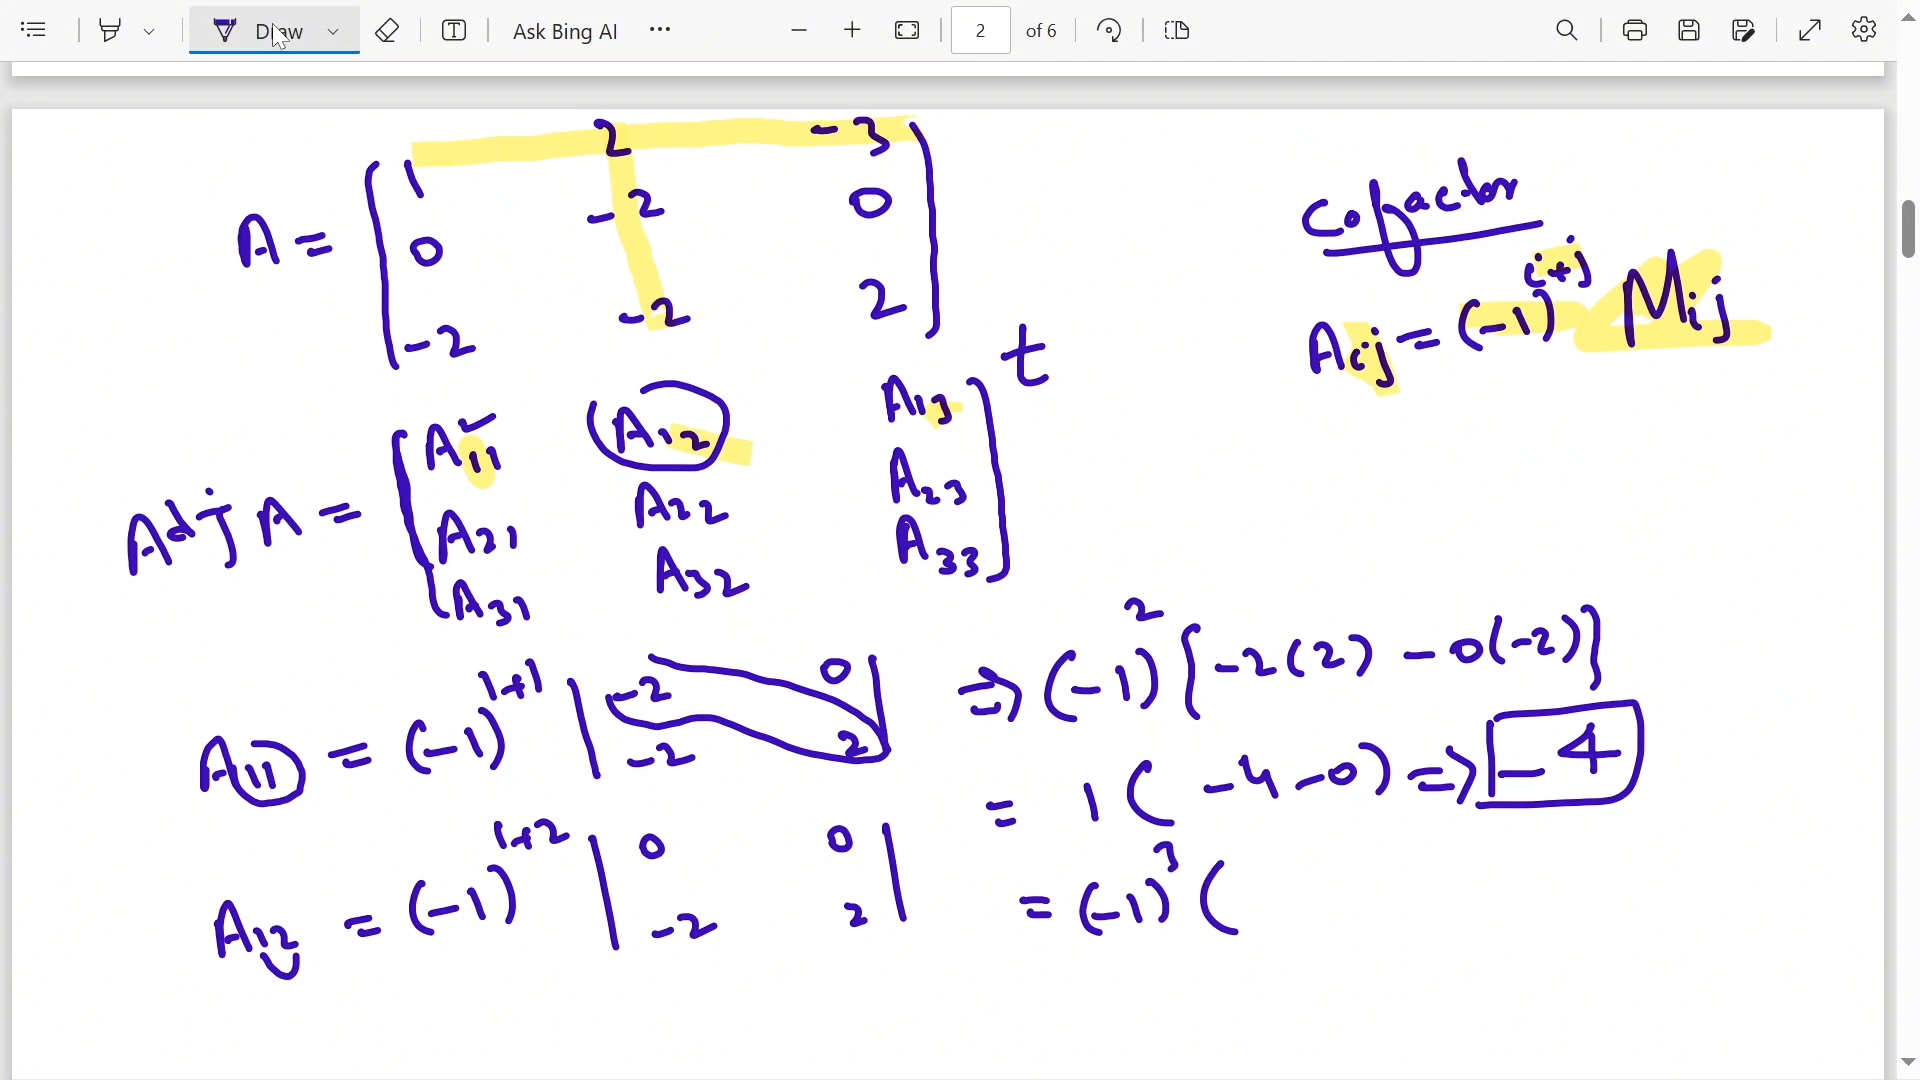 Draw Ask Bing AI 2 of 6
A = [ 1 2 -3
0 -2 0
-2 -2 2 ]
Cofactor
Aij = (-1)^(i+j) Mij
Adj A = [ A11 A12 A13
A21 A22 A23
A31 A32 A33 ]^t
A11 = (-1)^1+1 | -2 0
-2 2 | => (-1)^2 [-2(2) - 0(-2)]
= 1 ( -4 - 0) => -4
A12 = (-1)^1+2 | 0 0
-2 2 | = (-1)^3 (